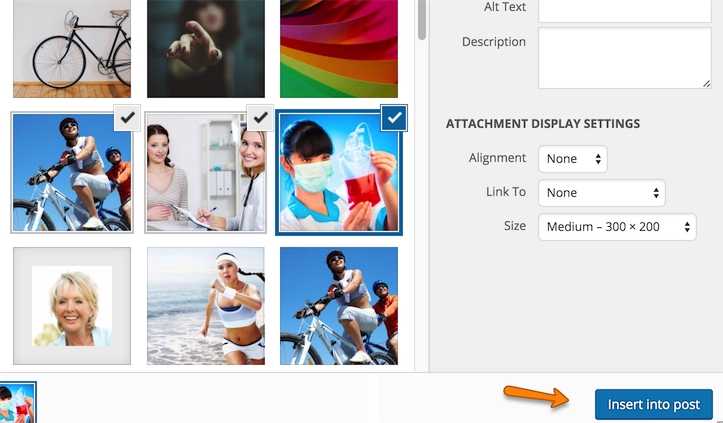 Alt Text
Description
ATTACHMENT DISPLAY SETTINGS
Alignment None
Link To None
Size Medium – 300 × 200
Insert into post